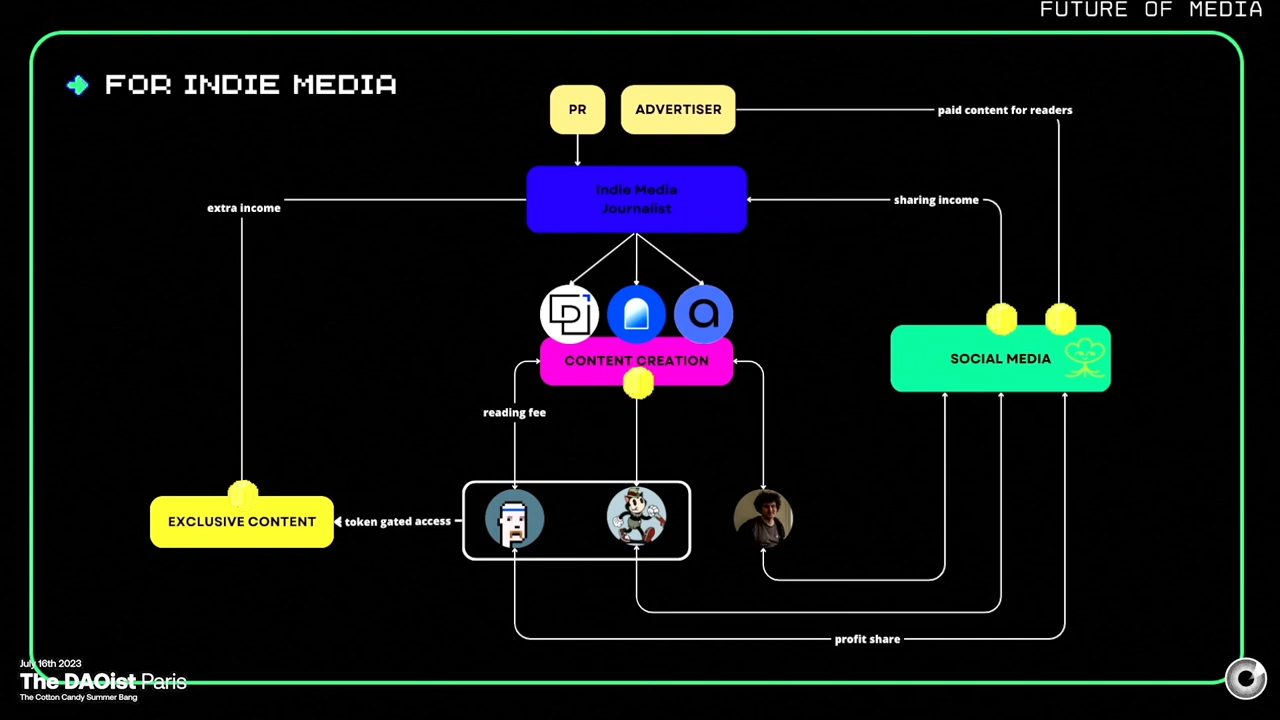 FUTURE OF MEDIA
FOR INDIE MEDIA
PR
ADVERTISER
paid content for readers
Indie Media
Journalist
extra income
sharing income
CONTENT CREATION
SOCIAL MEDIA
reading fee
EXCLUSIVE CONTENT
token gated access
profit share
July 16th 2023
The DAOist Paris
The Cotton Candy Summer Bang